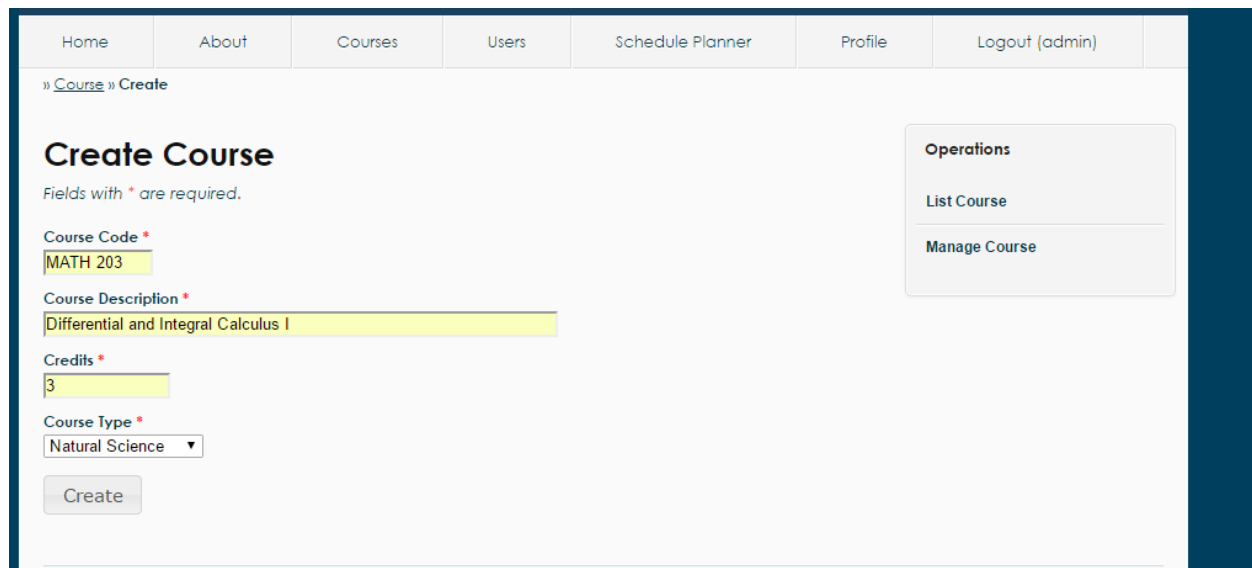 Home About Courses Users Schedule Planner Profile Logout (admin)
» Course » Create
Create Course
Fields with * are required.
Course Code *
MATH 203
Course Description *
Differential and Integral Calculus I
Credits *
3
Course Type *
Natural Science
Create
Operations
List Course
Manage Course